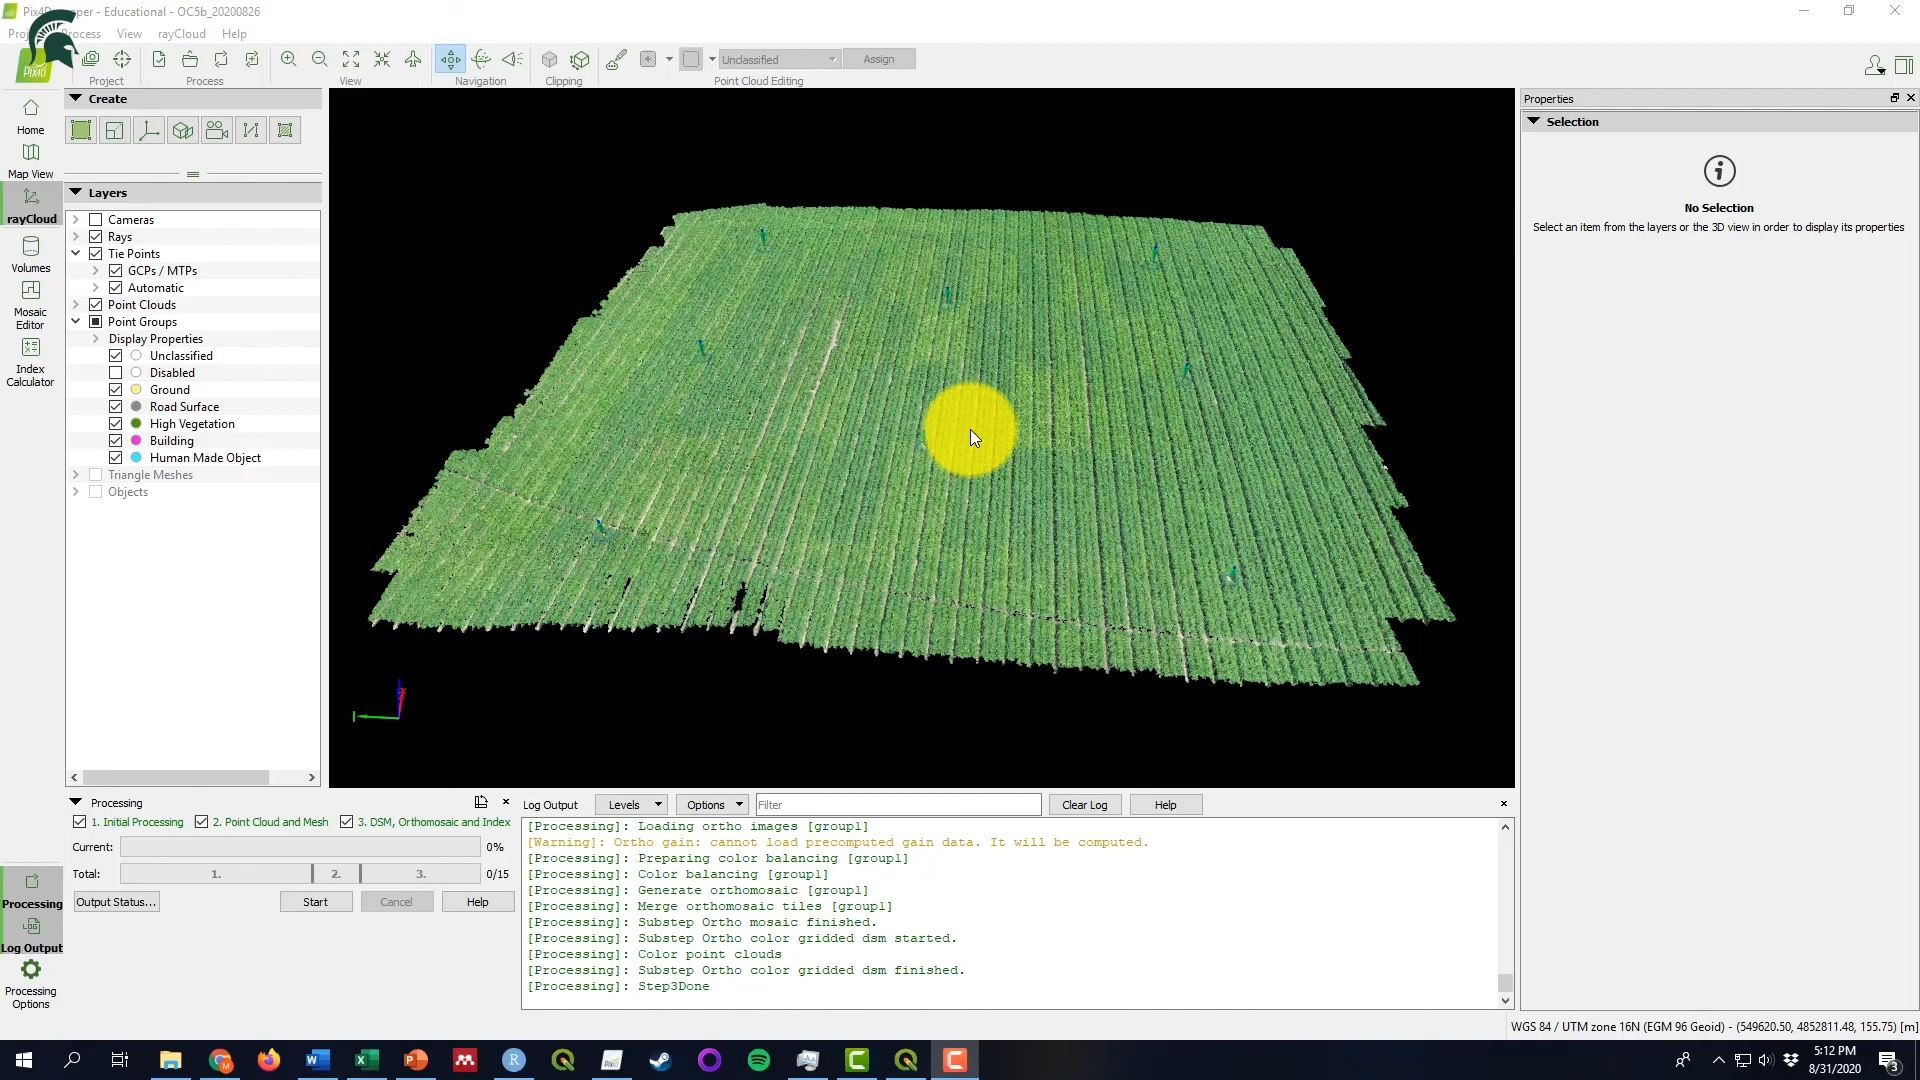 Pix4Dmapper - Educational - OC5b_20200826
Process View rayCloud Help
Unclassified Assign
Project Process View Navigation Clipping Point Cloud Editing
PIX4D
Home
Map View
rayCloud
Volumes
Mosaic
Editor
Index
Calculator
Processing
Log Output
Processing
Options
Create
Layers
Cameras
Rays
Tie Points
GCPs / MTPs
Automatic
Point Clouds
Point Groups
Display Properties
Unclassified
Disabled
Ground
Road Surface
High Vegetation
Building
Human Made Object
Triangle Meshes
Objects
Properties
Selection
No Selection
Select an item from the layers or the 3D view in order to display its properties
Processing
1. Initial Processing 2. Point Cloud and Mesh 3. DSM, Orthomosaic and Index
Current: 0%
Total: 1. 2. 3. 0/15
Output Status... Start Cancel Help
Log Output Levels Options Filter Clear Log Help
[Processing]: Loading ortho images [group1]
[Warning]: Ortho gain: cannot load precomputed gain data. It will be computed.
[Processing]: Preparing color balancing [group1]
[Processing]: Color balancing [group1]
[Processing]: Generate orthomosaic [group1]
[Processing]: Merge orthomosaic tiles [group1]
[Processing]: Substep Ortho mosaic finished.
[Processing]: Substep Ortho color gridded dsm started.
[Processing]: Color point clouds
[Processing]: Substep Ortho color gridded dsm finished.
[Processing]: Step3Done
WGS 84 / UTM zone 16N (EGM 96 Geoid) - (549620.50, 4852811.48, 155.75) [m]
5:12 PM
8/31/2020
3